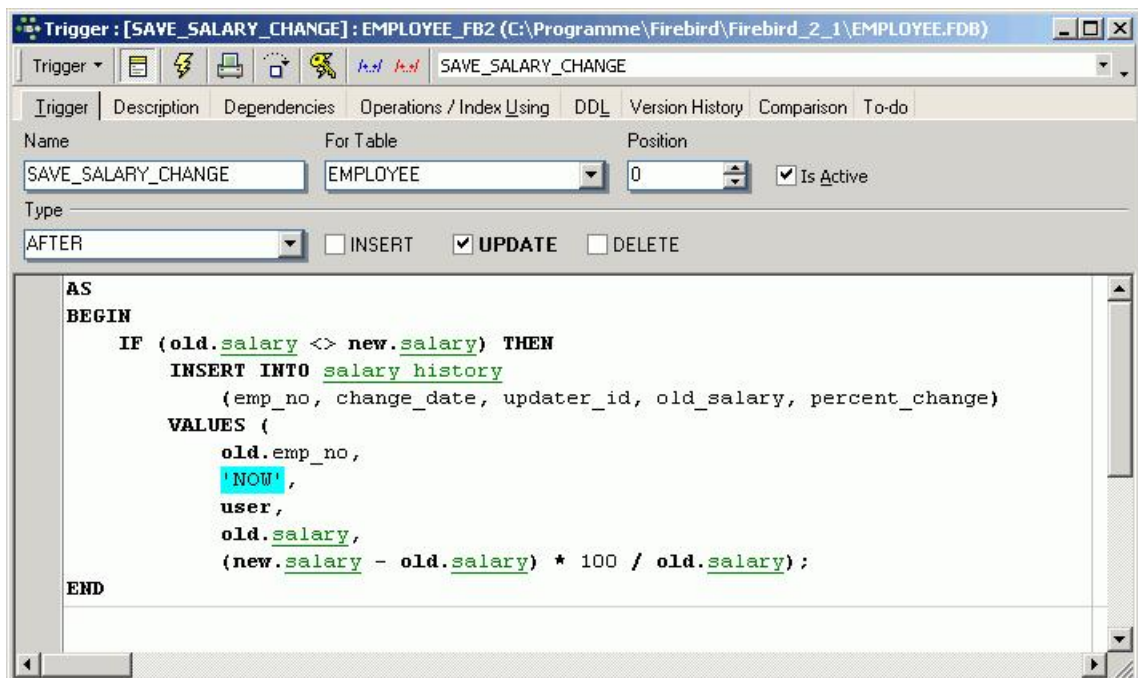 Trigger : [SAVE_SALARY_CHANGE] : EMPLOYEE_FB2 (C:\Programme\Firebird\Firebird_2_1\EMPLOYEE.FDB)
Trigger SAVE_SALARY_CHANGE
Trigger Description Dependencies Operations / Index Using DDL Version History Comparison To-do
Name For Table Position
SAVE_SALARY_CHANGE EMPLOYEE 0 Is Active
Type
AFTER INSERT UPDATE DELETE
AS
BEGIN
IF (old.salary <> new.salary) THEN
INSERT INTO salary_history
(emp_no, change_date, updater_id, old_salary, percent_change)
VALUES (
old.emp_no,
'NOW',
user,
old.salary,
(new.salary - old.salary) * 100 / old.salary);
END